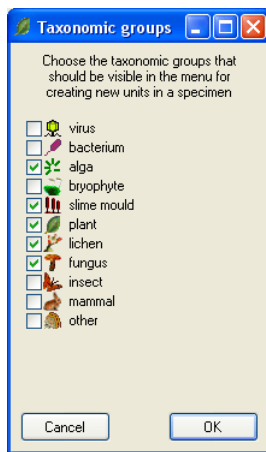 Taxonomic groups
Choose the taxonomic groups that
should be visible in the menu for
creating new units in a specimen
virus
bacterium
alga
bryophyte
slime mould
plant
lichen
fungus
insect
mammal
other
Cancel OK